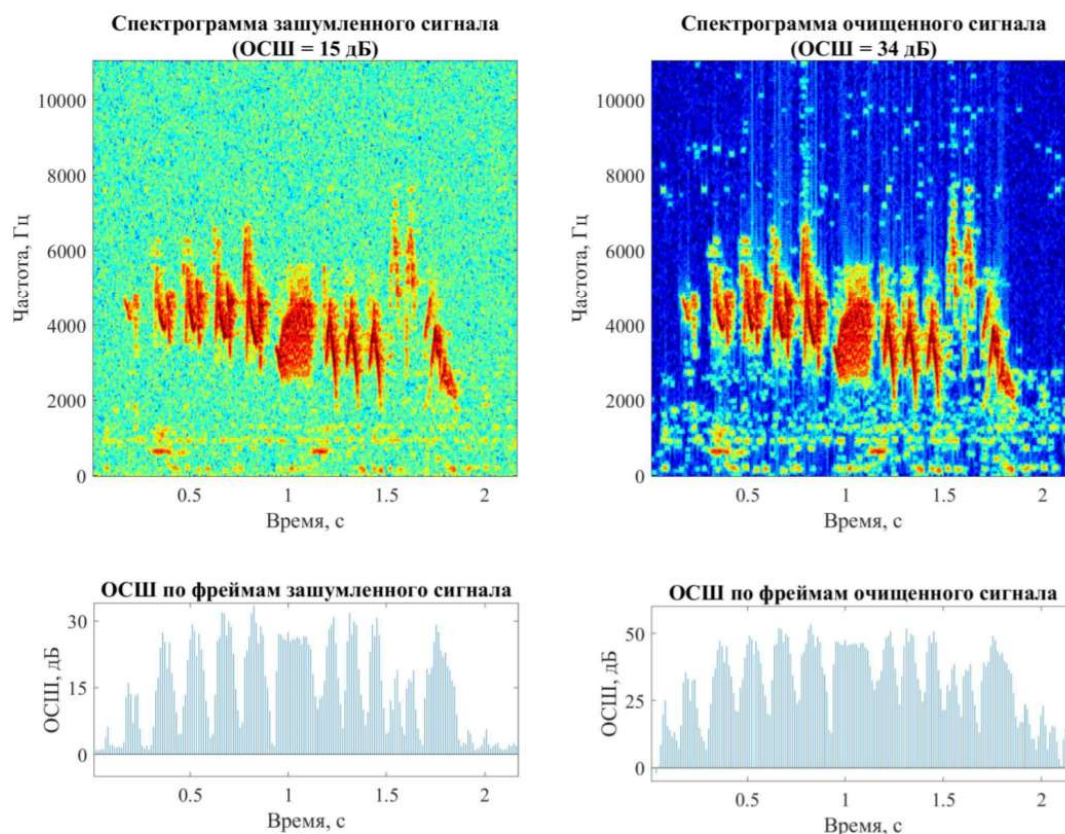 Спектрограмма зашумленного сигнала
(ОСШ = 15 дБ)
10000
8000
6000
4000
2000
0
Частота, Гц
0.5 1 1.5 2
Время, с
Спектрограмма очищенного сигнала
(ОСШ = 34 дБ)
10000
8000
6000
4000
2000
0
Частота, Гц
0.5 1 1.5 2
Время, с
ОСШ по фреймам зашумленного сигнала
30
15
0
ОСШ, дБ
0.5 1 1.5 2
Время, с
ОСШ по фреймам очищенного сигнала
50
25
0
ОСШ, дБ
0.5 1 1.5 2
Время, с